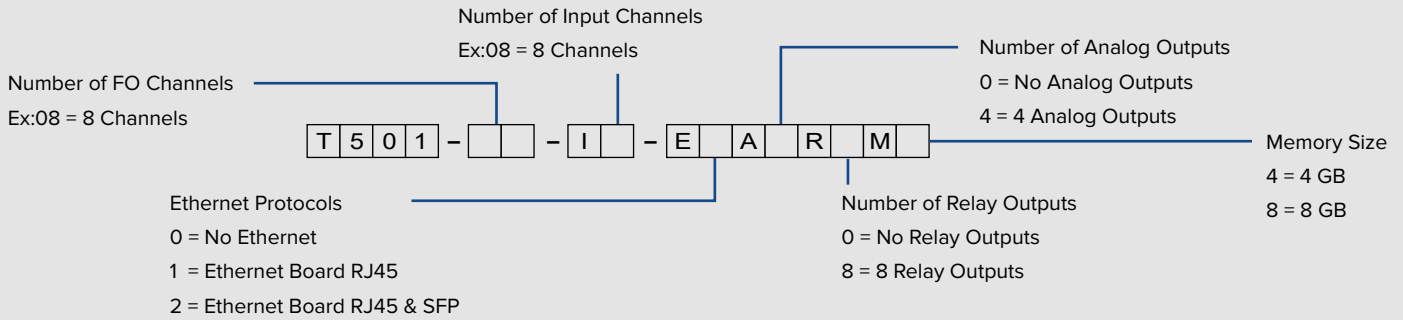 Number of Input Channels
Ex:08 = 8 Channels
Number of FO Channels
Ex:08 = 8 Channels
Number of Analog Outputs
0 = No Analog Outputs
4 = 4 Analog Outputs
T501- - I - E A R M
Memory Size
4 = 4 GB
8 = 8 GB
Ethernet Protocols
0 = No Ethernet
1 = Ethernet Board RJ45
2 = Ethernet Board RJ45 & SFP
Number of Relay Outputs
0 = No Relay Outputs
8 = 8 Relay Outputs